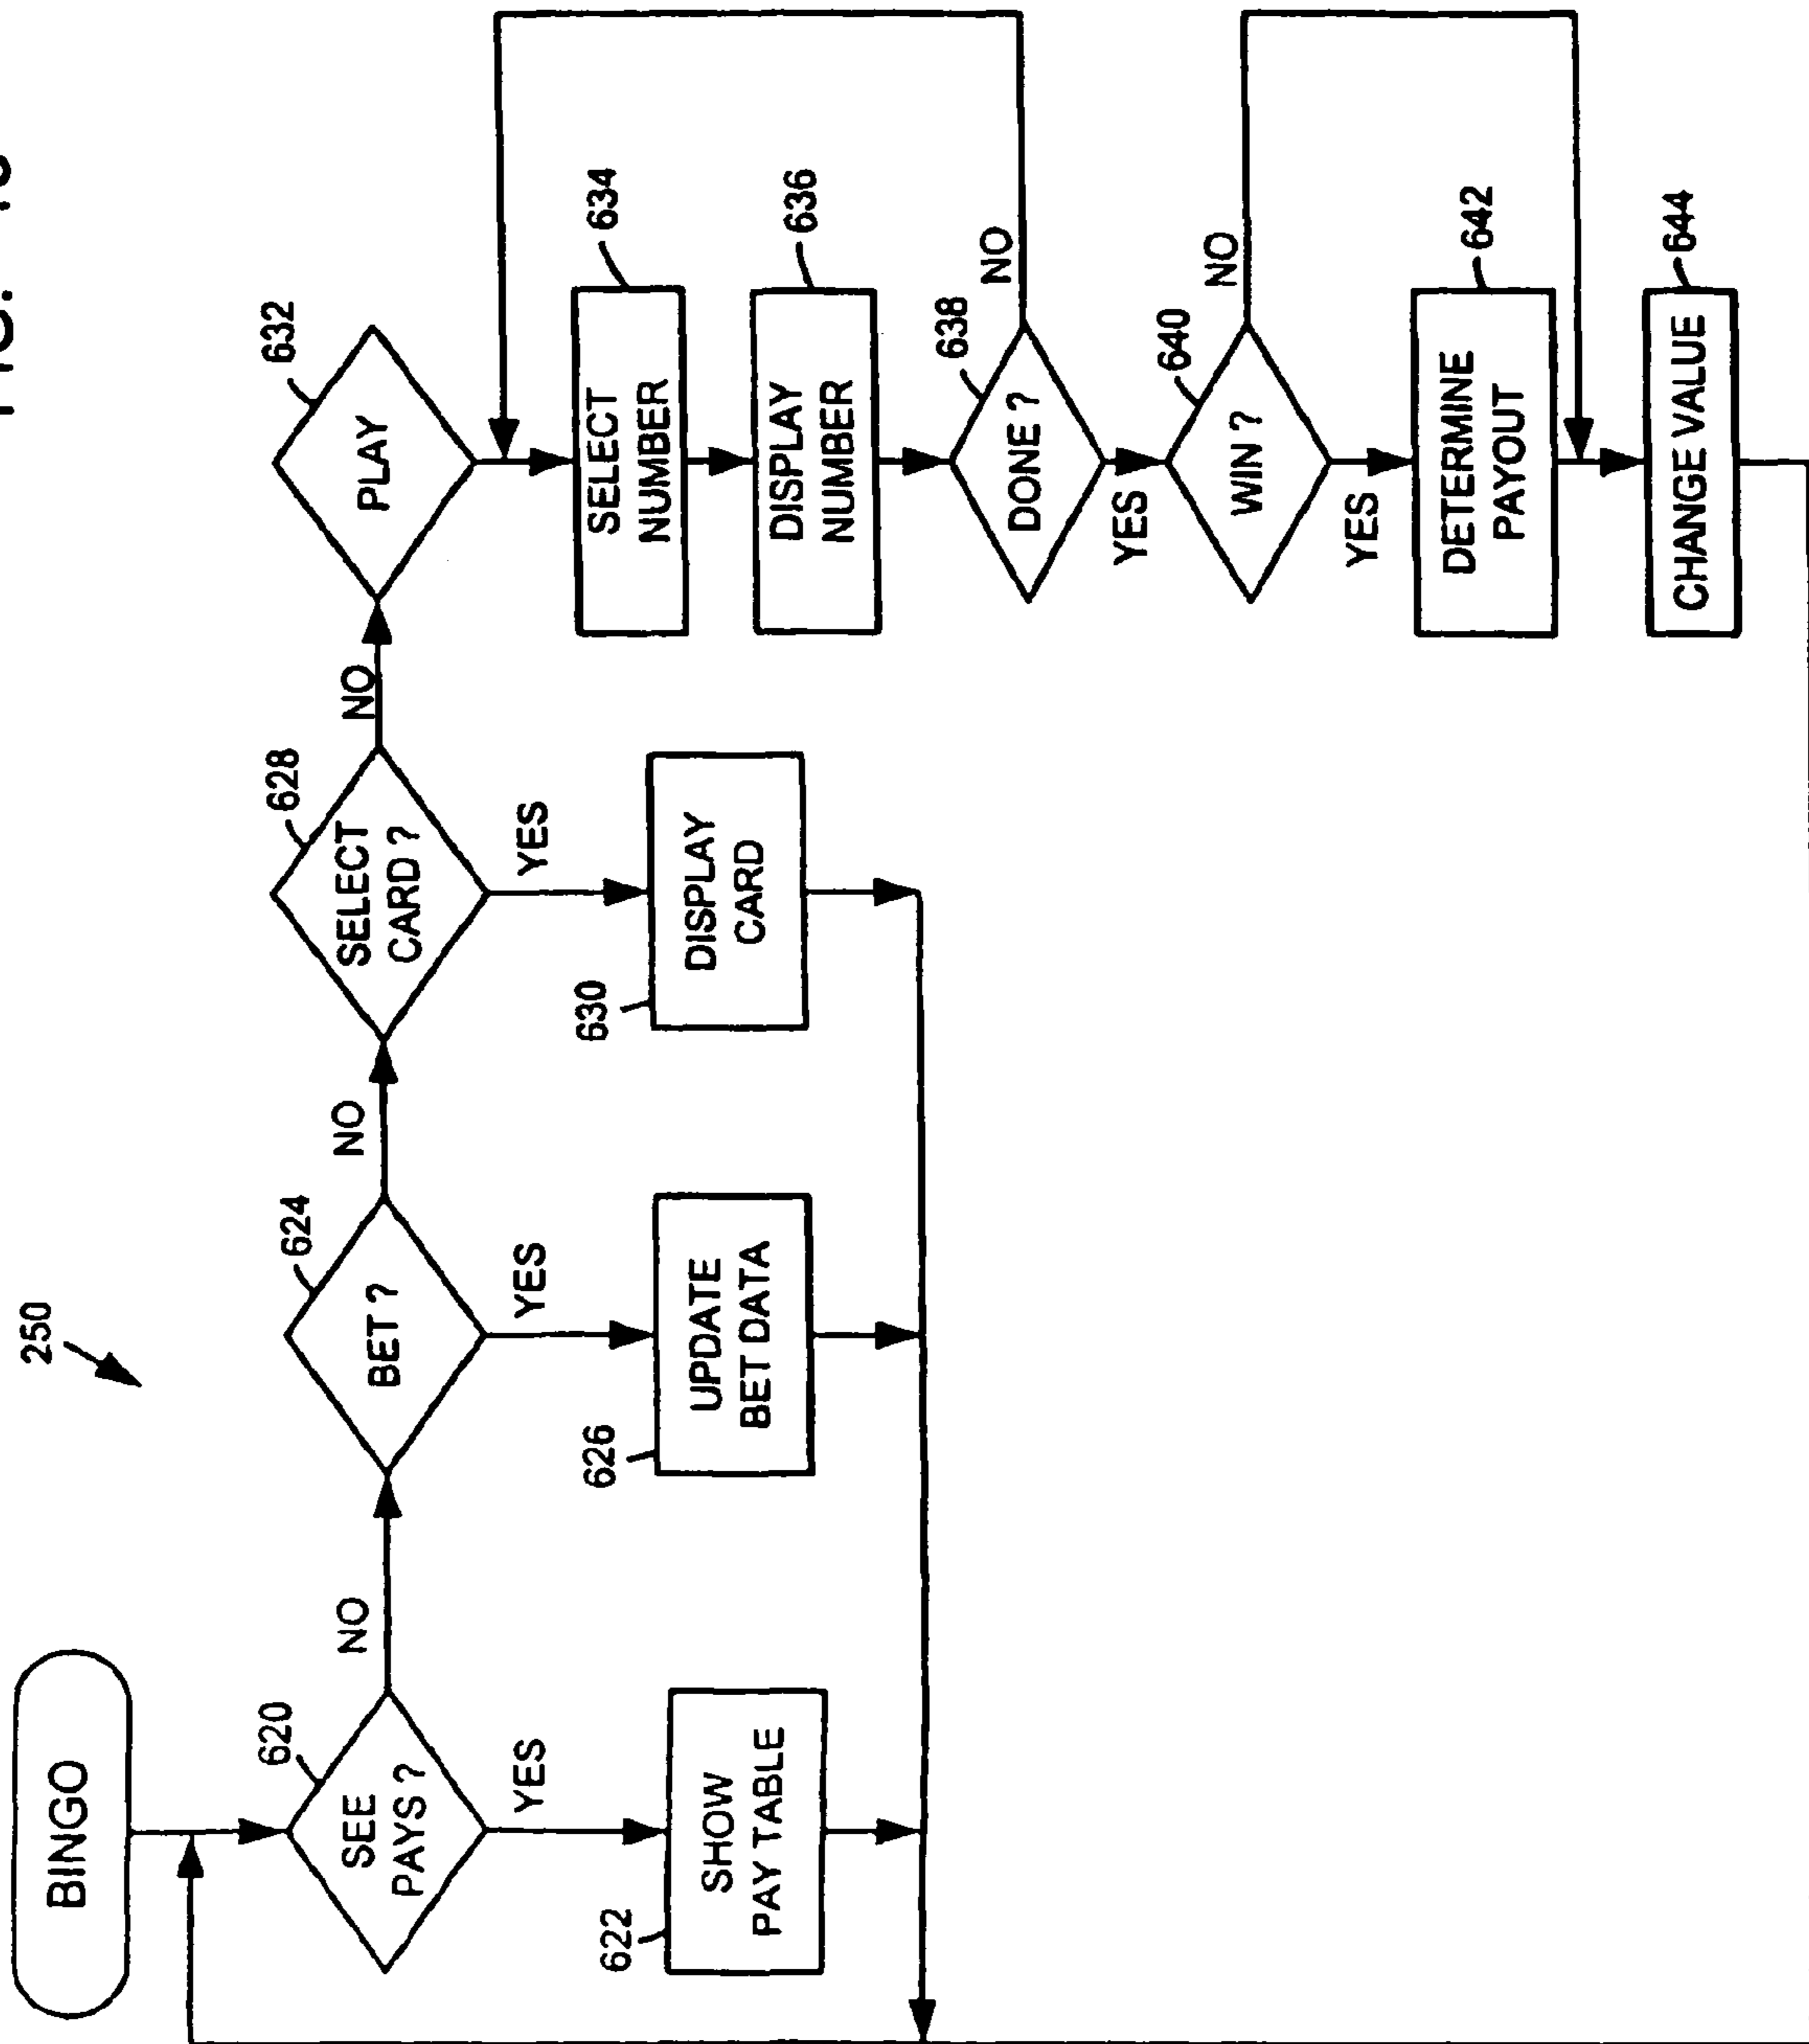 FIG.
250
BINGO
620
SEE
PAYS ?
NO
YES
622
SHOW
PAY TABLE
624
BET ?
NO
YES
626
UPDATE
BET DATA
628
SELECT
CARD ?
NO
YES
630
DISPLAY
CARD
632
PLAY
634
SELECT
NUMBER
636
DISPLAY
NUMBER
638
DONE ?
NO
YES
640
WIN ?
NO
YES
642
DETERMINE
PAYOUT
644
CHANGE VALUE